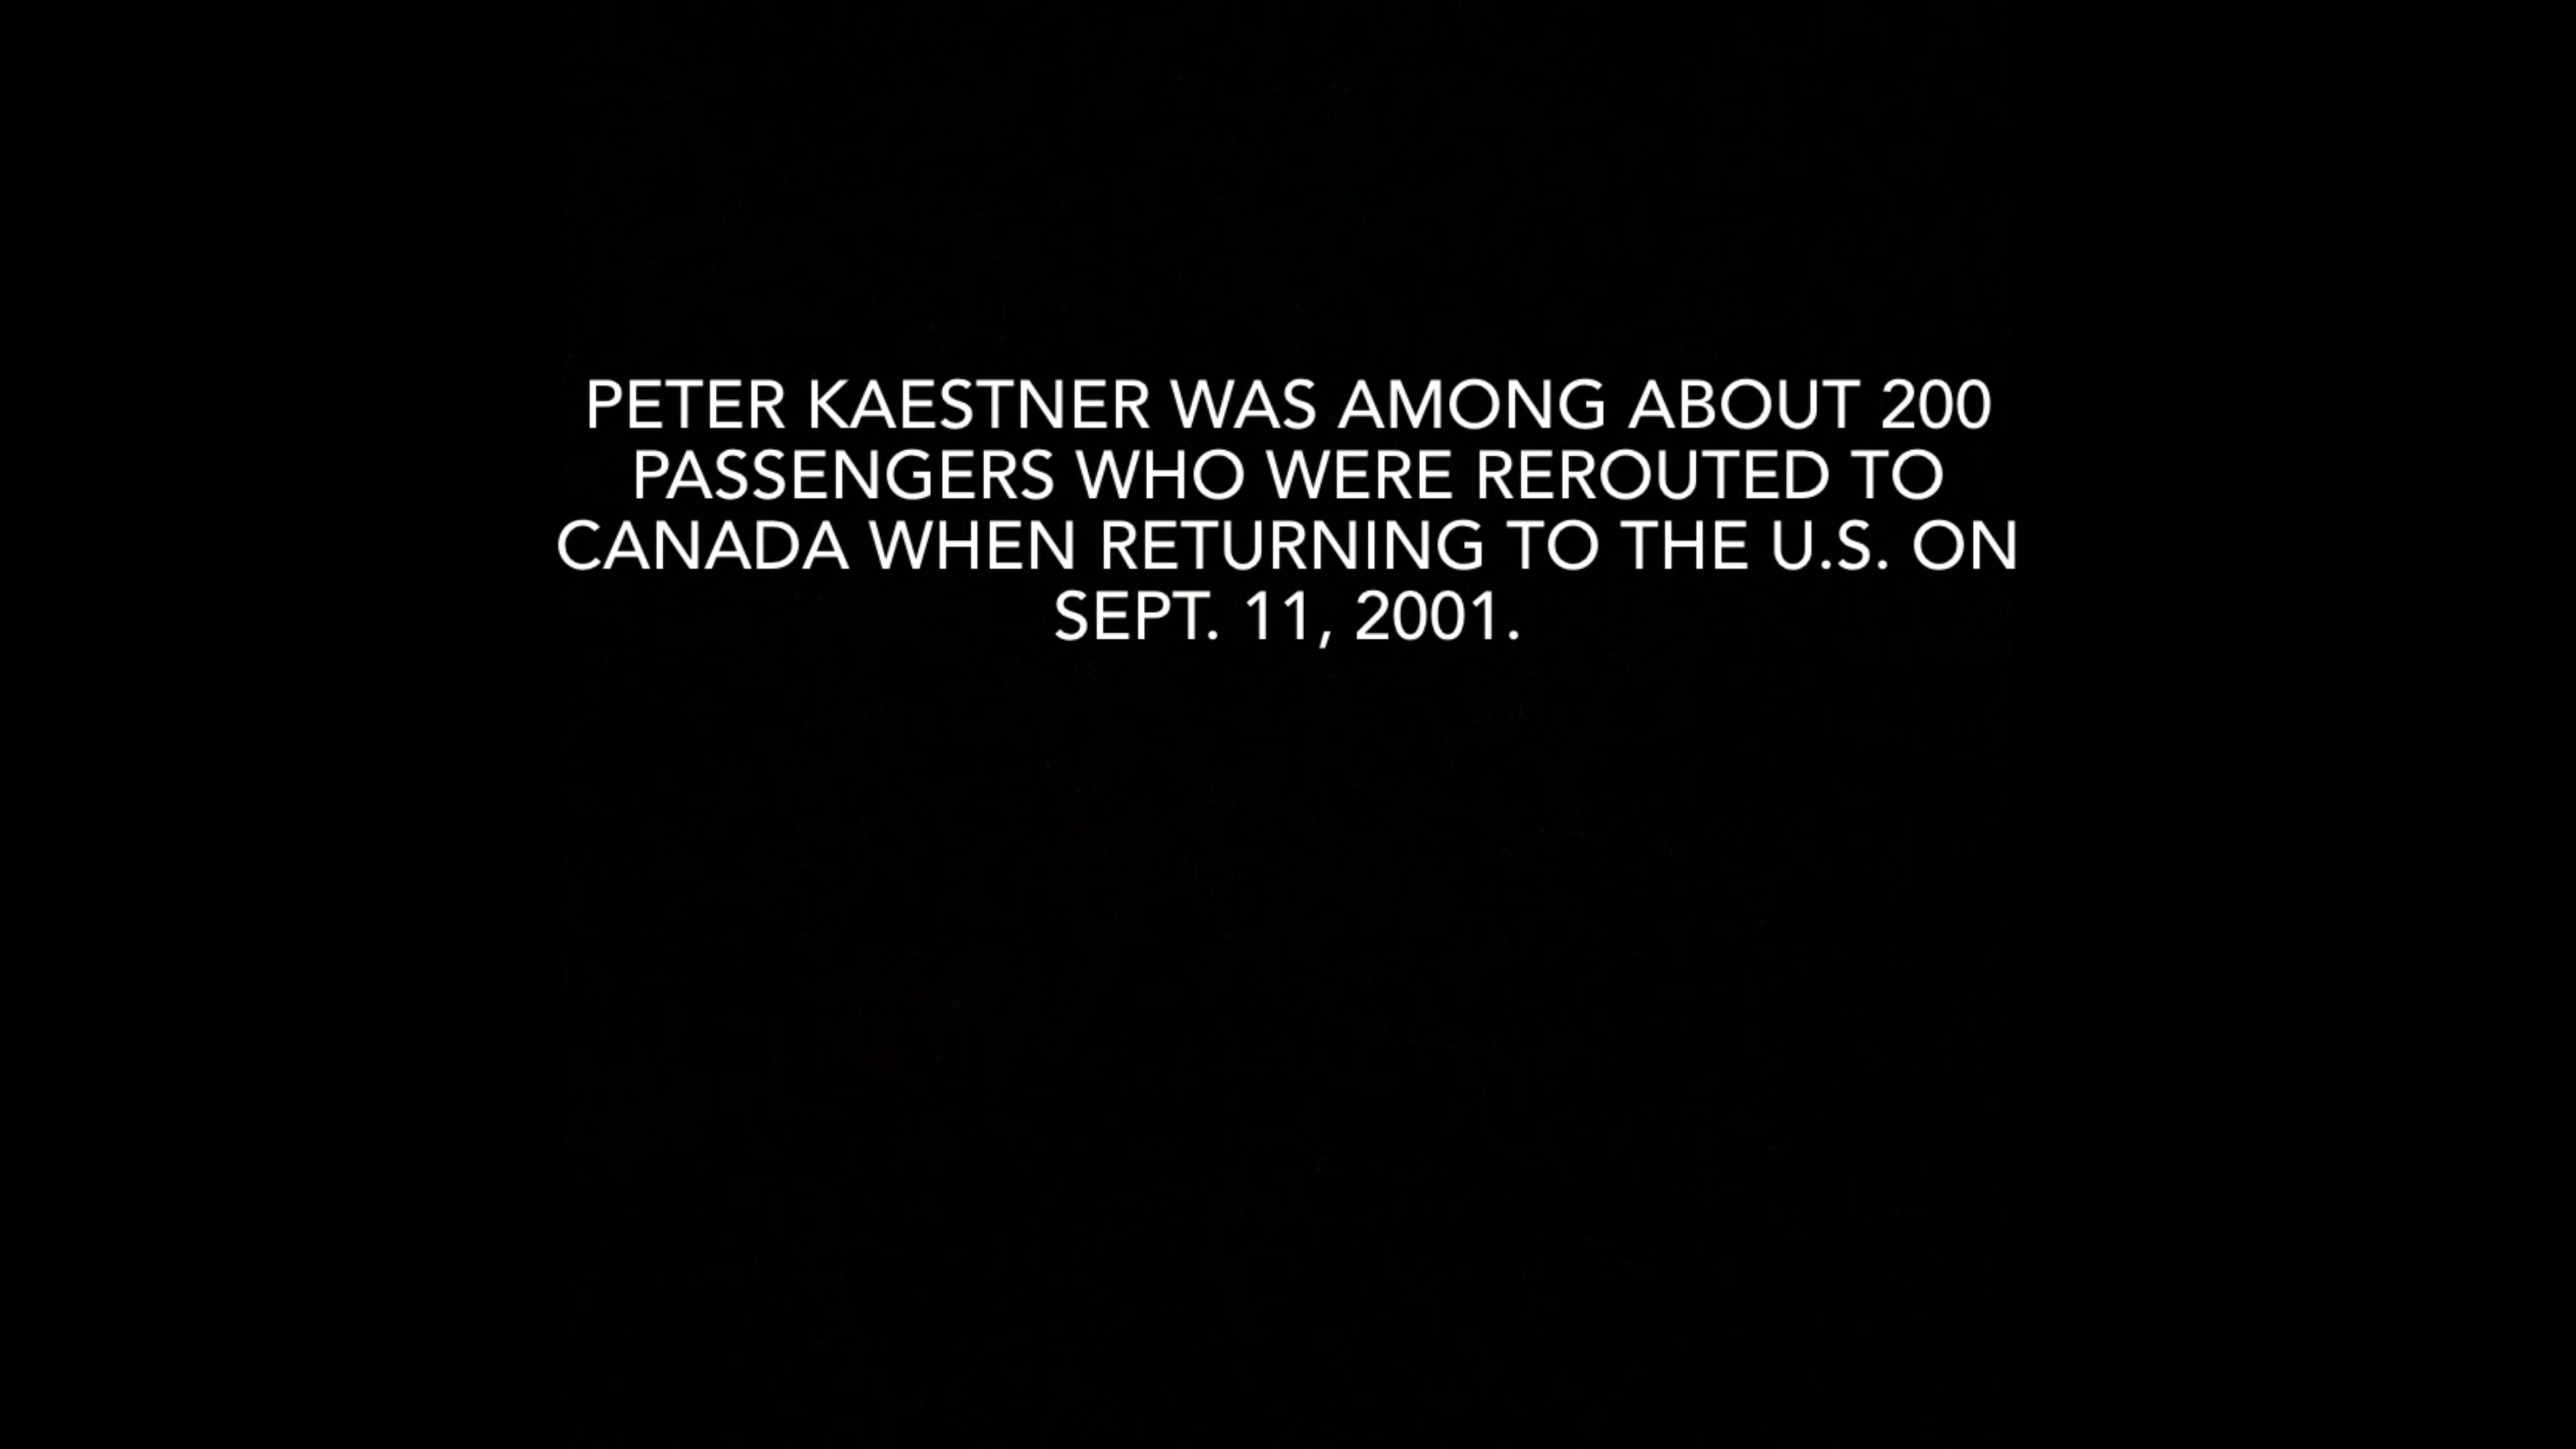 PETER KAESTNER WAS AMONG ABOUT 200
PASSENGERS WHO WERE REROUTED TO
CANADA WHEN RETURNING TO THE U.S. ON
SEPT. 11, 2001.